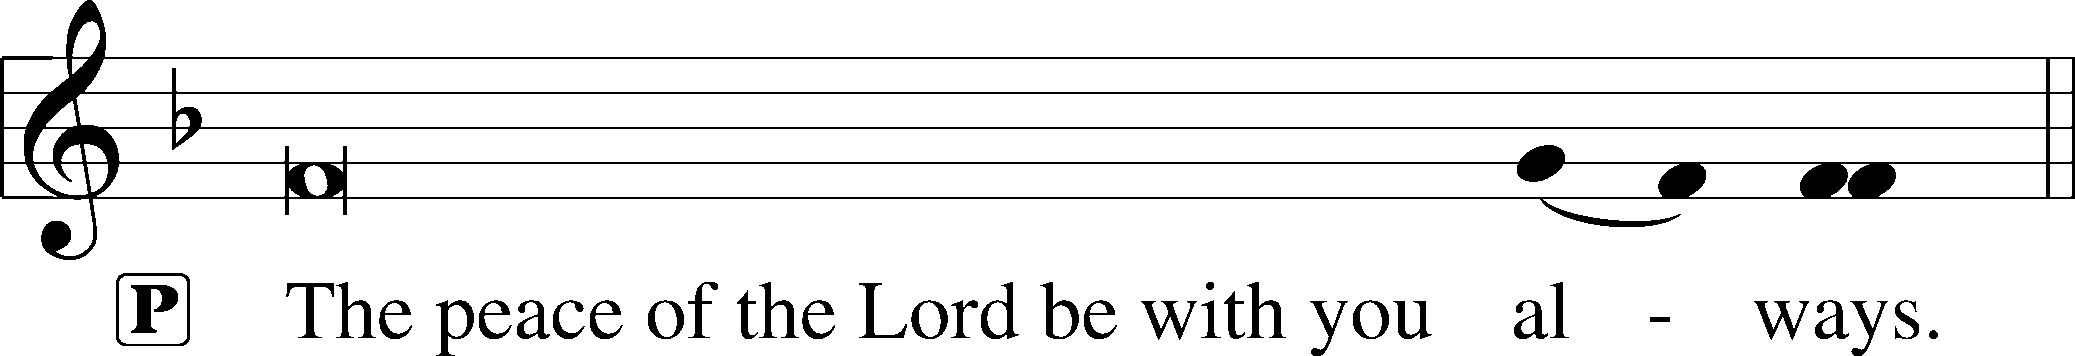 P The peace of the Lord be with you al - ways.